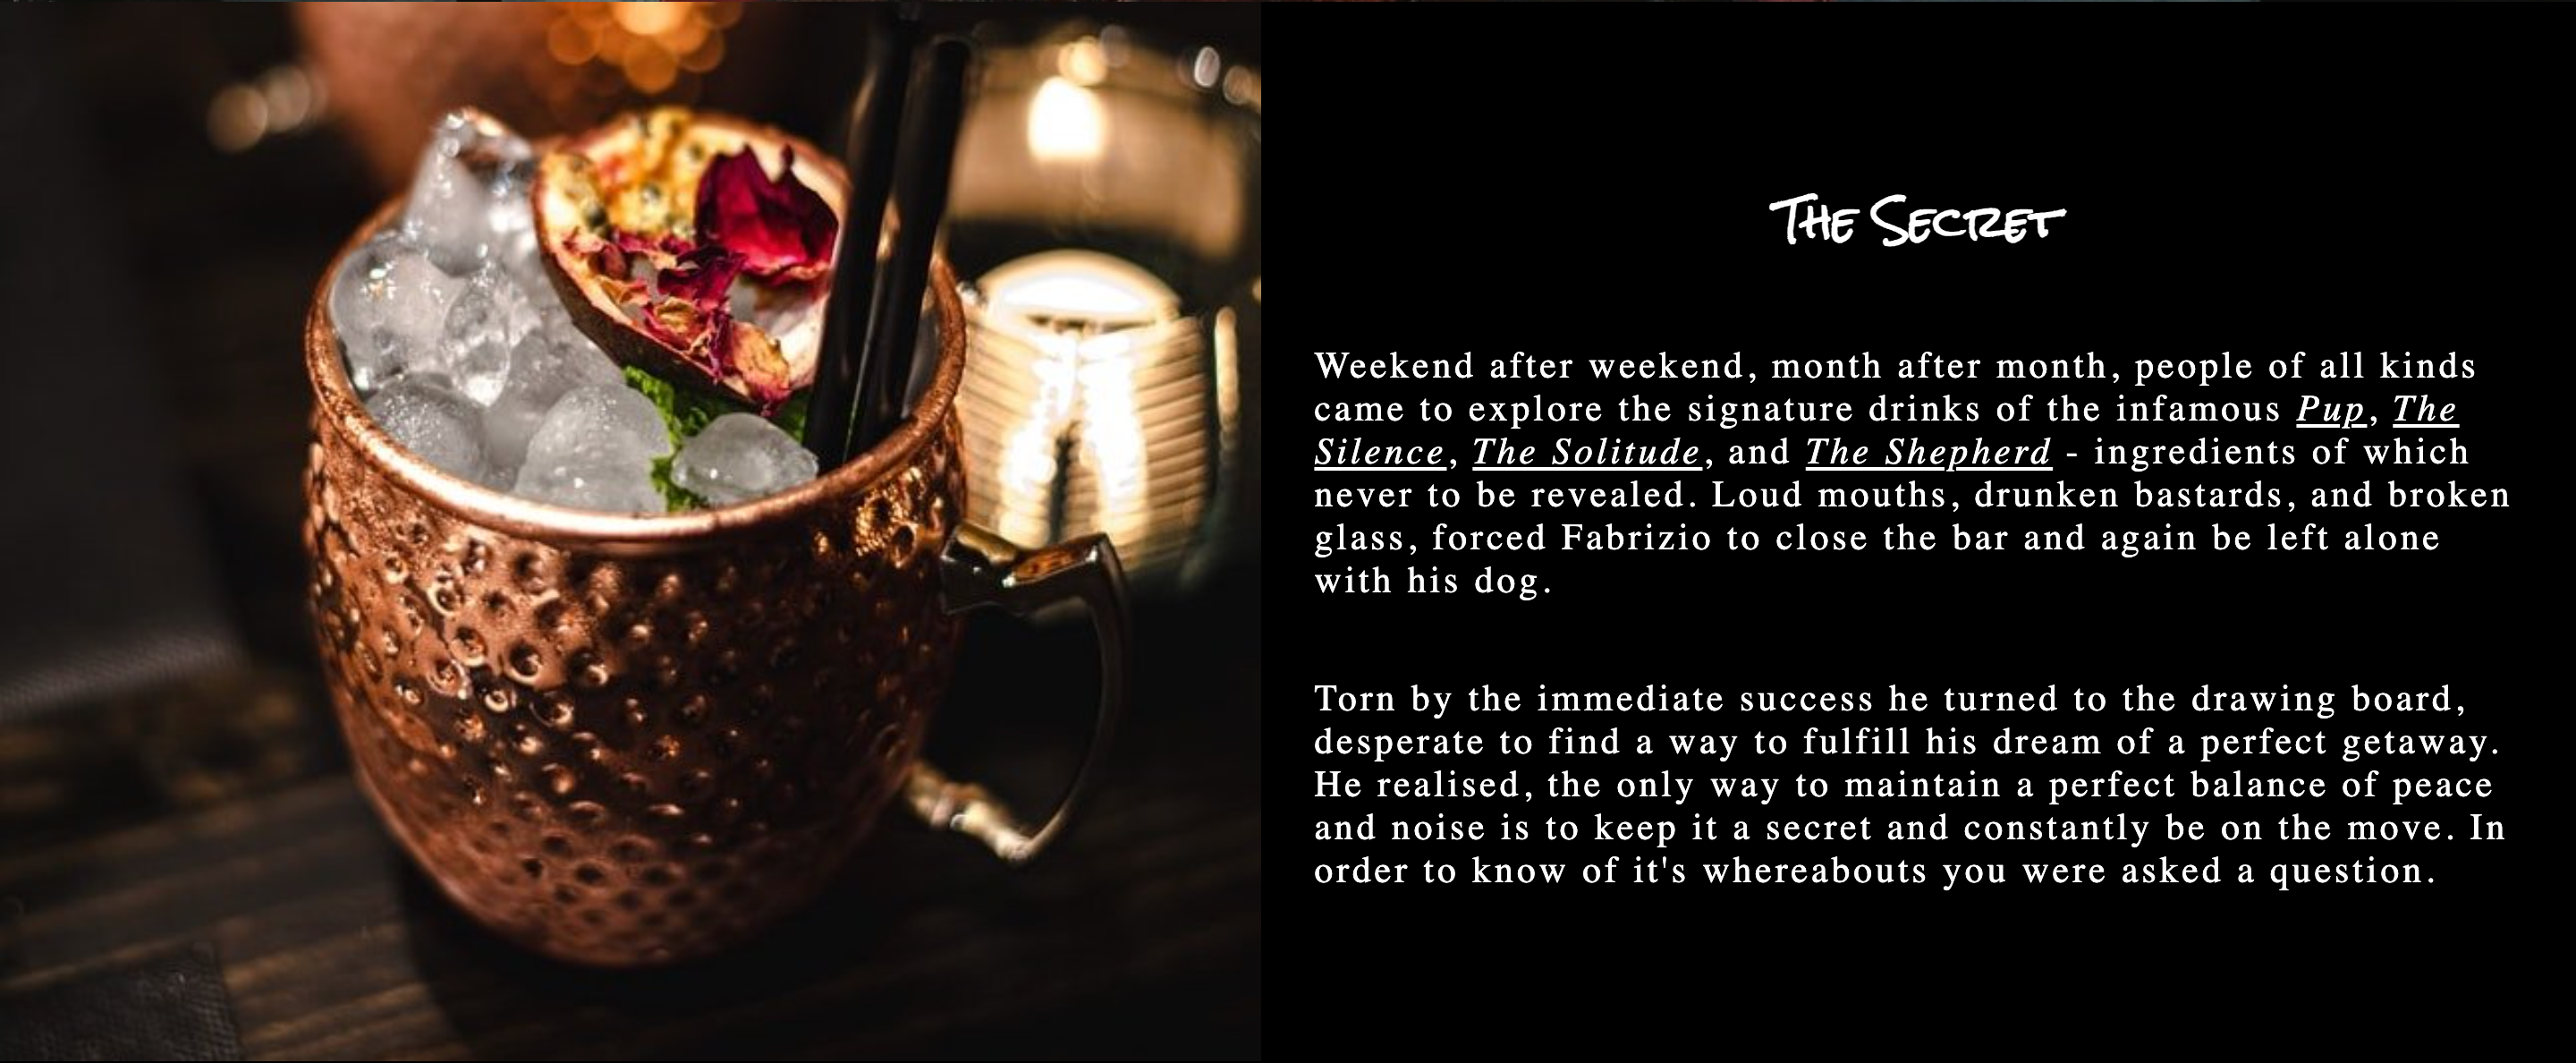 The Secret
Weekend after weekend, month after month, people of all kinds
came to explore the signature drinks of the infamous Pup, The
Silence, The Solitude, and The Shepherd - ingredients of which
never to be revealed. Loud mouths, drunken bastards, and broken
glass, forced Fabrizio to close the bar and again be left alone
with his dog.
Torn by the immediate success he turned to the drawing board,
desperate to find a way to fulfill his dream of a perfect getaway.
He realised, the only way to maintain a perfect balance of peace
and noise is to keep it a secret and constantly be on the move. In
order to know of it's whereabouts you were asked a question.